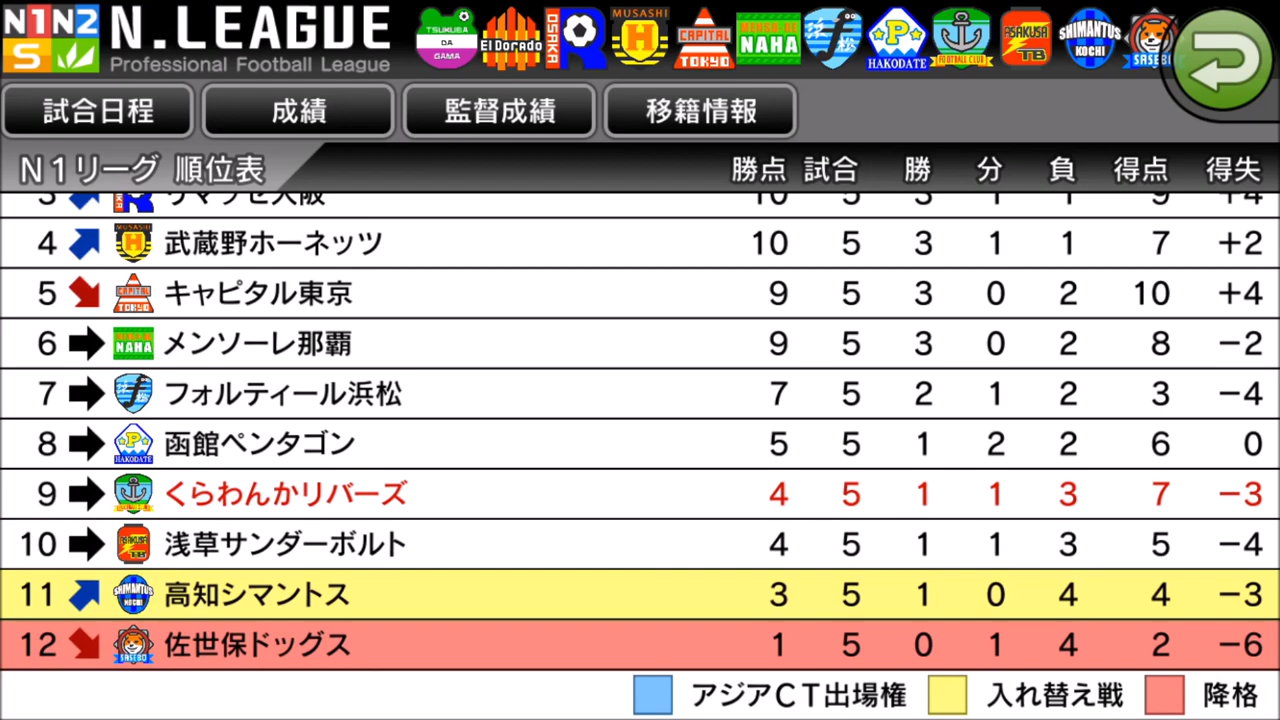 N1 N2
S
N.LEAGUE
Professional Football League
TSUKUBA DA GAMA
El Dorado
OSAKA R
MUSASHI H
CAPITAL TOKYO
NAHA
P HAKODATE
FOOTBALL CLUB
ASAKUSA TB
SHIMANTUS KOCHI
試合日程 成績 監督成績 移籍情報
N1リーグ 順位表 勝点 試合 勝 分 負 得点 得失
4 武蔵野ホーネッツ 10 5 3 1 1 7 +2
5 キャピタル東京 9 5 3 0 2 10 +4
6 メンソーレ那覇 9 5 3 0 2 8 −2
7 フォルティール浜松 7 5 2 1 2 3 −4
8 函館ペンタゴン 5 5 1 2 2 6 0
9 くらわんかリバーズ 4 5 1 1 3 7 −3
10 浅草サンダーボルト 4 5 1 1 3 5 −4
11 高知シマントス 3 5 1 0 4 4 −3
12 佐世保ドッグス 1 5 0 1 4 2 −6
アジアCT出場権 入れ替え戦 降格